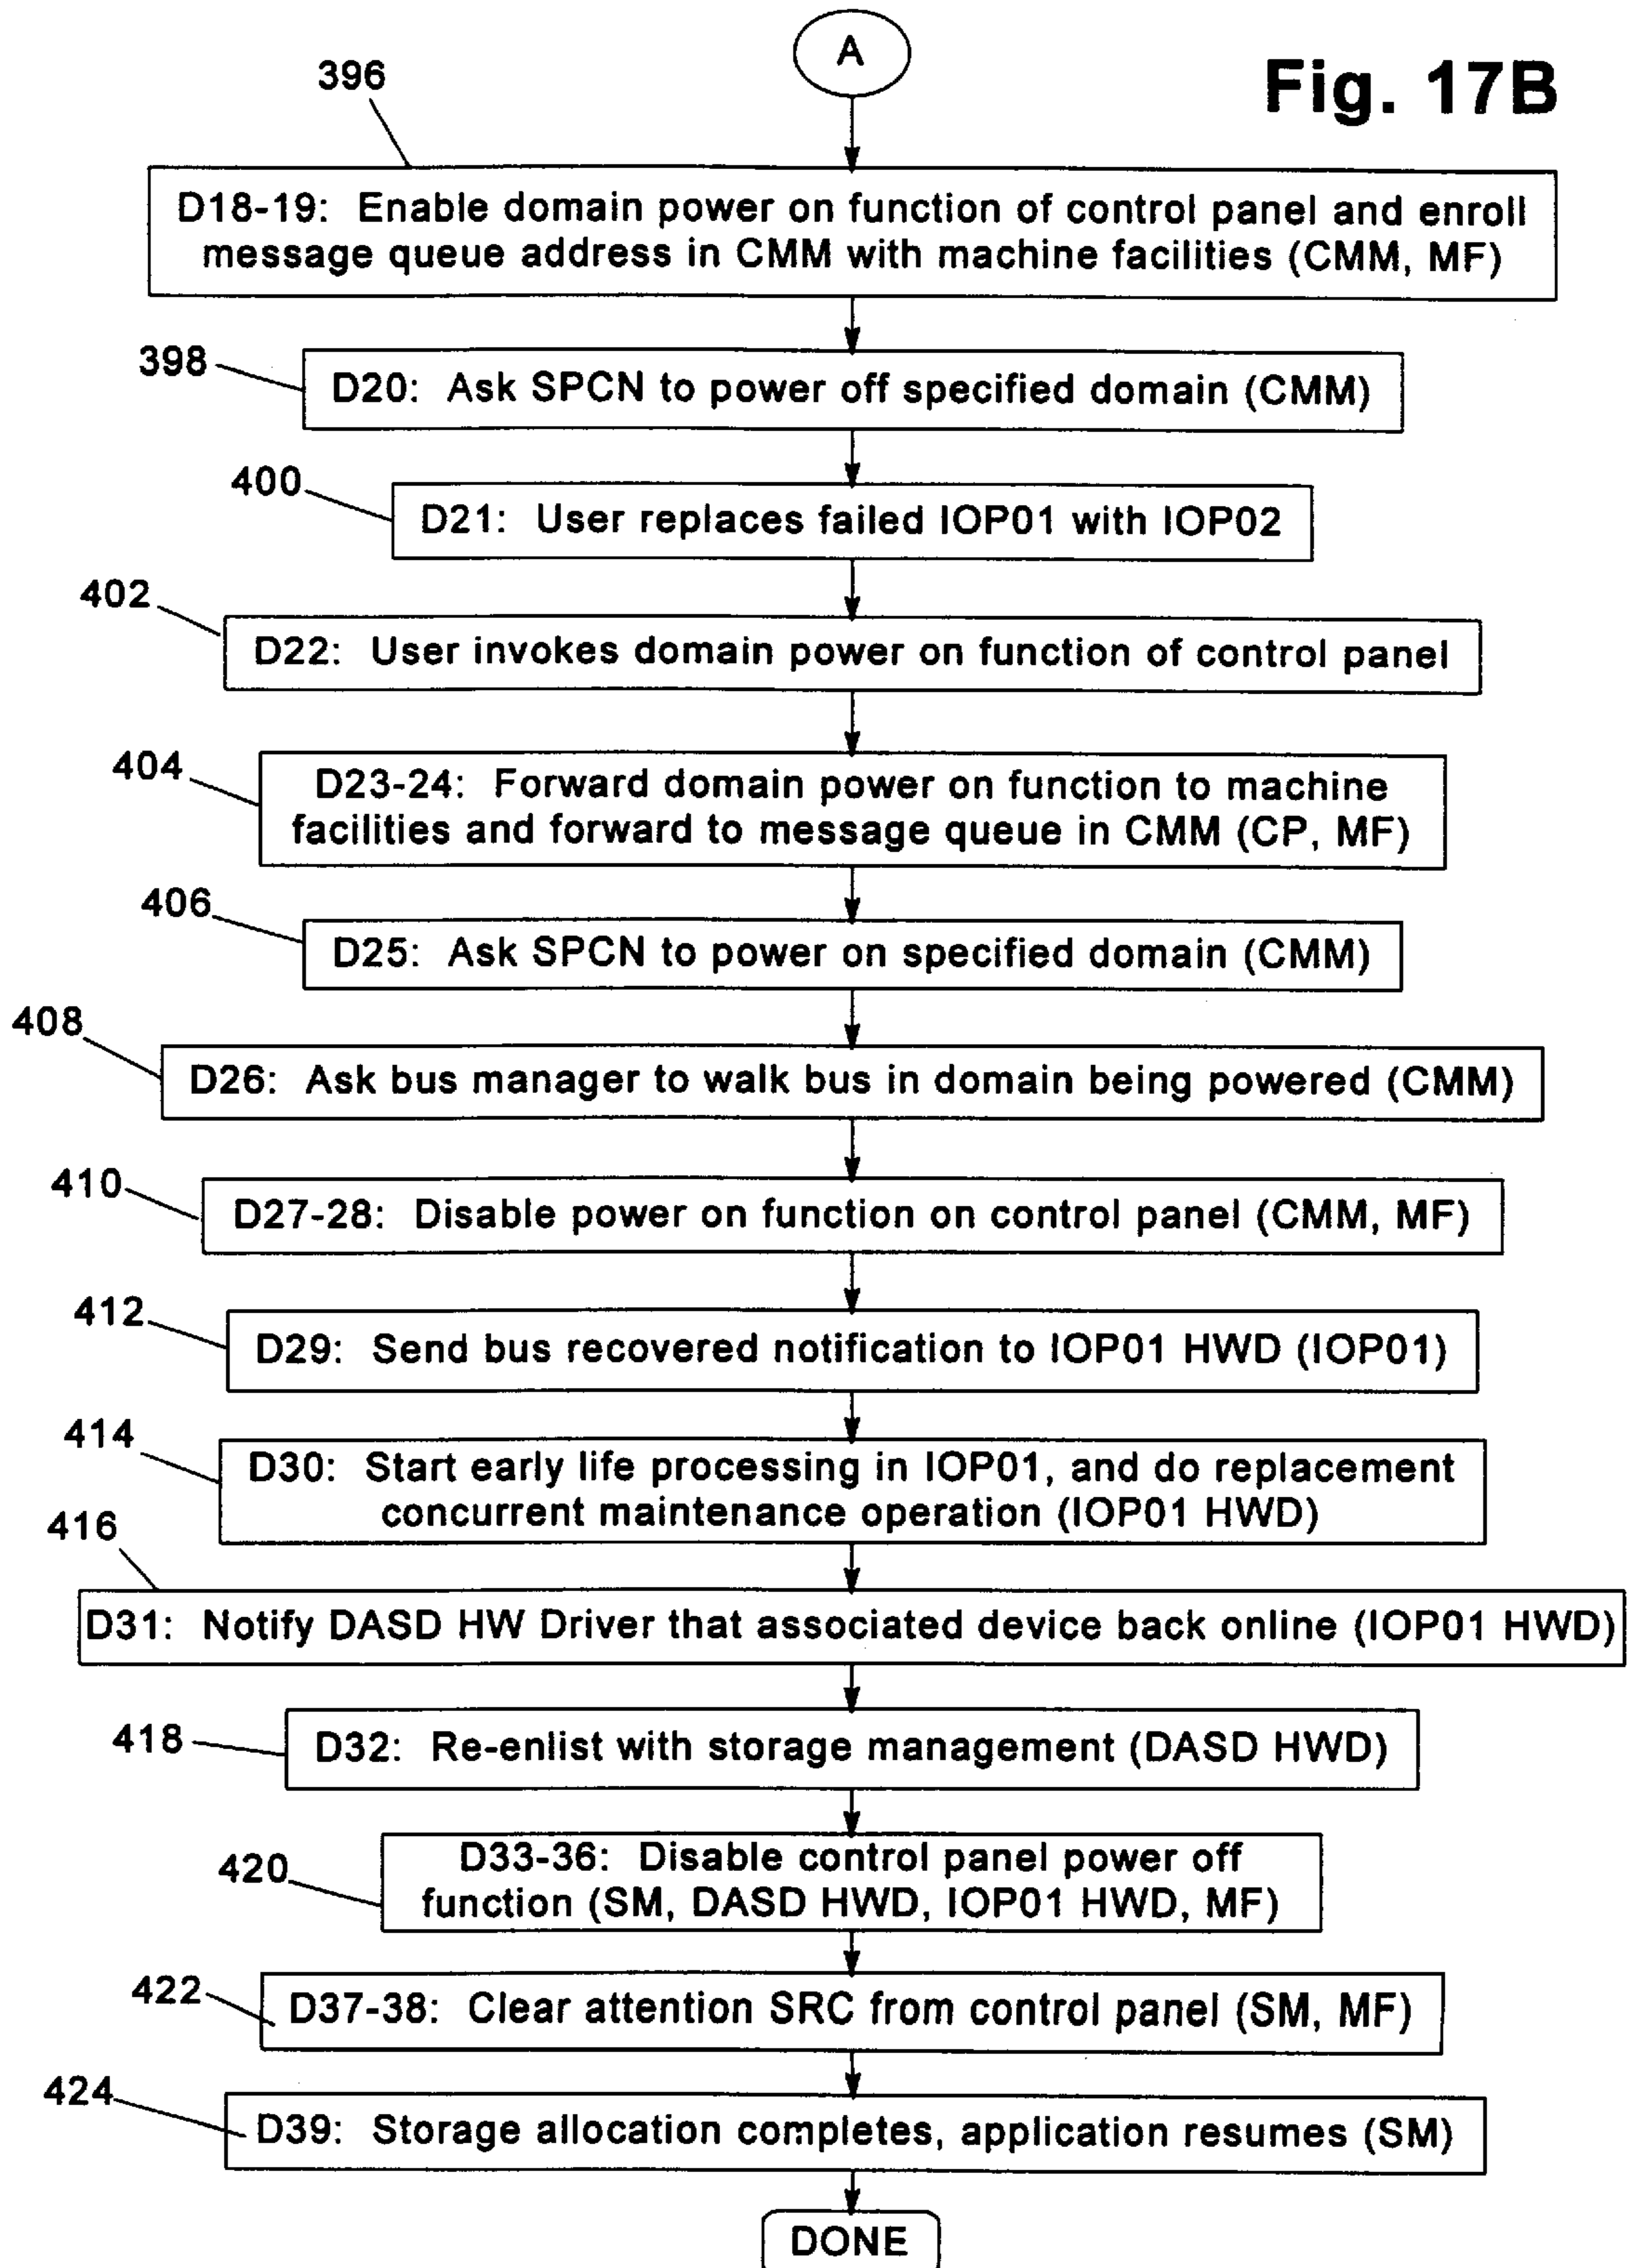 A
Fig. 17B
396
D18-19: Enable domain power on function of control panel and enroll
message queue address in CMM with machine facilities (CMM, MF)
398
D20: Ask SPCN to power off specified domain (CMM)
400
D21: User replaces failed IOP01 with IOP02
402
D22: User invokes domain power on function of control panel
404
D23-24: Forward domain power on function to machine
facilities and forward to message queue in CMM (CP, MF)
406
D25: Ask SPCN to power on specified domain (CMM)
408
D26: Ask bus manager to walk bus in domain being powered (CMM)
410
D27-28: Disable power on function on control panel (CMM, MF)
412
D29: Send bus recovered notification to IOP01 HWD (IOP01)
414
D30: Start early life processing in IOP01, and do replacement
concurrent maintenance operation (IOP01 HWD)
416
D31: Notify DASD HW Driver that associated device back online (IOP01 HWD)
418
D32: Re-enlist with storage management (DASD HWD)
420
D33-36: Disable control panel power off
function (SM, DASD HWD, IOP01 HWD, MF)
422
D37-38: Clear attention SRC from control panel (SM, MF)
424
D39: Storage allocation completes, application resumes (SM)
DONE